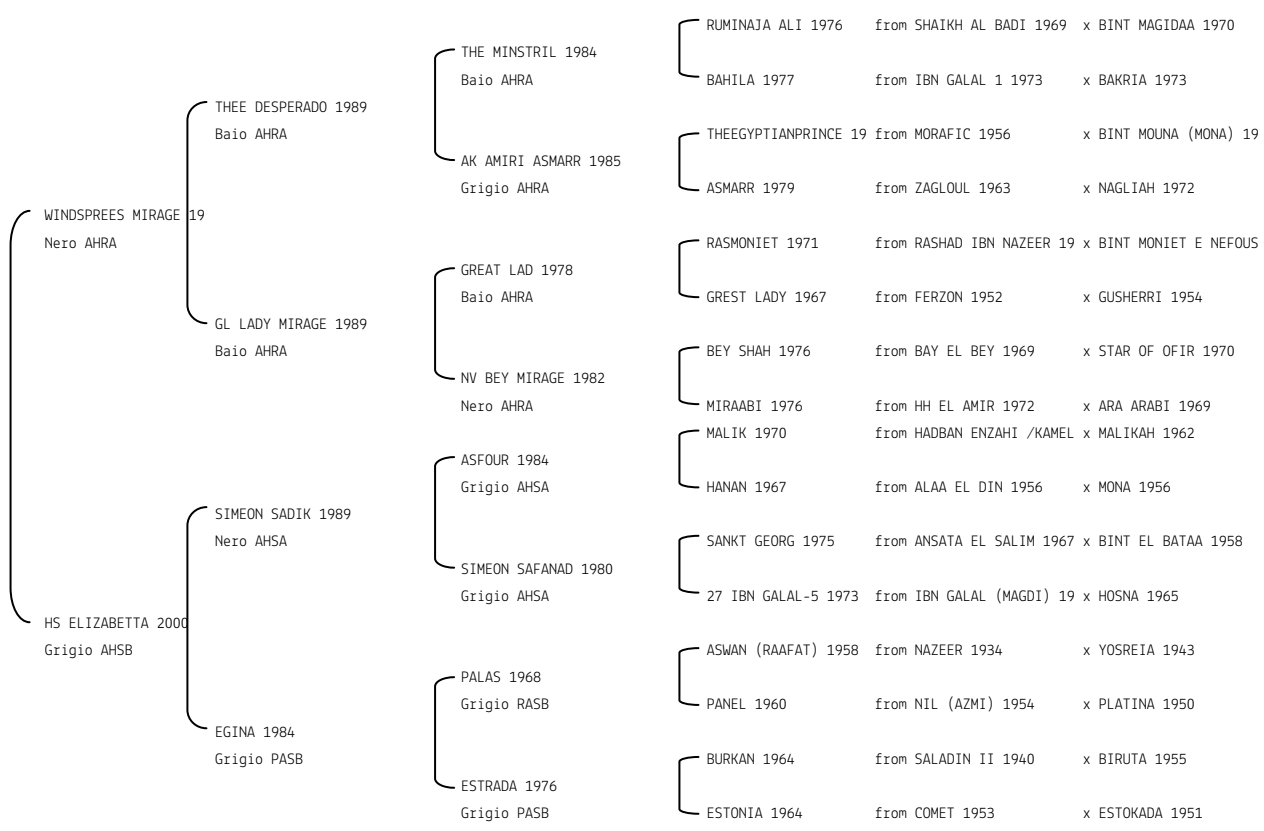 RUMINAJA ALI 1976 from SHAIKH AL BADI 1969 x BINT MAGIDAA 1970
THE MINSTRIL 1984
Baio AHRA BAHILA 1977 from IBN GALAL 1 1973 x BAKRIA 1973
THEE DESPERADO 1989
Baio AHRA THEEGYPTIANPRINCE 19 from MORAFIC 1956 x BINT MOUNA (MONA) 19
AK AMIRI ASMARR 1985
Grigio AHRA ASMARR 1979 from ZAGLOUL 1963 x NAGLIAH 1972
WINDSPREES MIRAGE 19
Nero AHRA RASMONIET 1971 from RASHAD IBN NAZEER 19 x BINT MONIET E NEFOUS
GREAT LAD 1978
Baio AHRA GREST LADY 1967 from FERZON 1952 x GUSHERRI 1954
GL LADY MIRAGE 1989
Baio AHRA BEY SHAH 1976 from BAY EL BEY 1969 x STAR OF OFIR 1970
NV BEY MIRAGE 1982
Nero AHRA MIRAABI 1976 from HH EL AMIR 1972 x ARA ARABI 1969
MALIK 1970 from HADBAN ENZAHI /KAMEL x MALIKAH 1962
ASFOUR 1984
Grigio AHSA HANAN 1967 from ALAA EL DIN 1956 x MONA 1956
SIMEON SADIK 1989
Nero AHSA SANKT GEORG 1975 from ANSATA EL SALIM 1967 x BINT EL BATAA 1958
SIMEON SAFANAD 1980
Grigio AHSA 27 IBN GALAL-5 1973 from IBN GALAL (MAGDI) 19 x HOSNA 1965
HS ELIZABETTA 2000
Grigio AHSB ASWAN (RAAFAT) 1958 from NAZEER 1934 x YOSREIA 1943
PALAS 1968
Grigio RASB PANEL 1960 from NIL (AZMI) 1954 x PLATINA 1950
EGINA 1984
Grigio PASB BURKAN 1964 from SALADIN II 1940 x BIRUTA 1955
ESTRADA 1976
Grigio PASB ESTONIA 1964 from COMET 1953 x ESTOKADA 1951